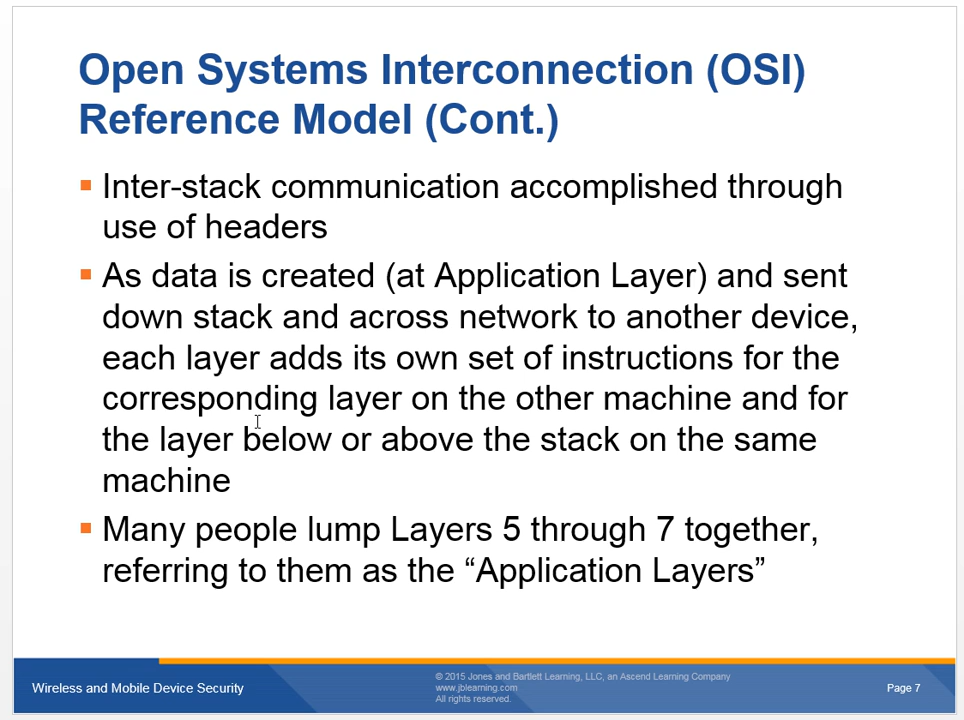 Open Systems Interconnection (OSI)
Reference Model (Cont.)
Inter-stack communication accomplished through
use of headers
As data is created (at Application Layer) and sent
down stack and across network to another device,
each layer adds its own set of instructions for the
corresponding layer on the other machine and for
the layer below or above the stack on the same
machine
Many people lump Layers 5 through 7 together,
referring to them as the “Application Layers”
Wireless and Mobile Device Security
© 2015 Jones and Bartlett Learning, LLC, an Ascend Learning Company
www.jblearning.com
All rights reserved.
Page 7